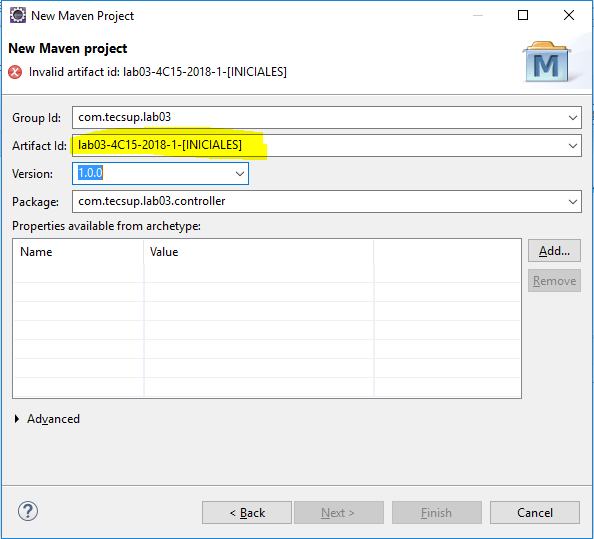 New Maven Project
New Maven project
Invalid artifact id: lab03-4C15-2018-1-[INICIALES]
M
Group Id: com.tecsup.lab03
Artifact Id: lab03-4C15-2018-1-[INICIALES]
Version: 1.0.0
Package: com.tecsup.lab03.controller
Properties available from archetype:
Name Value
Add...
Remove
Advanced
? < Back Next > Finish Cancel